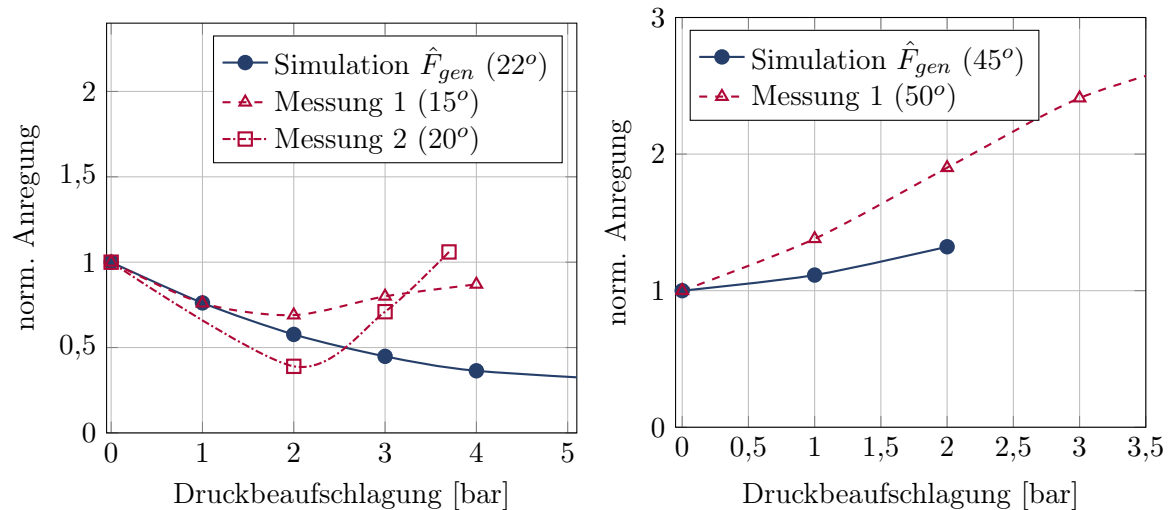 norm. Anregung
2
1,5
1
0,5
0
Simulation F̂gen (22°)
Messung 1 (15°)
Messung 2 (20°)
0 1 2 3 4 5
Druckbeaufschlagung [bar]
norm. Anregung
3
2
1
0
Simulation F̂gen (45°)
Messung 1 (50°)
0 0,5 1 1,5 2 2,5 3 3,5
Druckbeaufschlagung [bar]